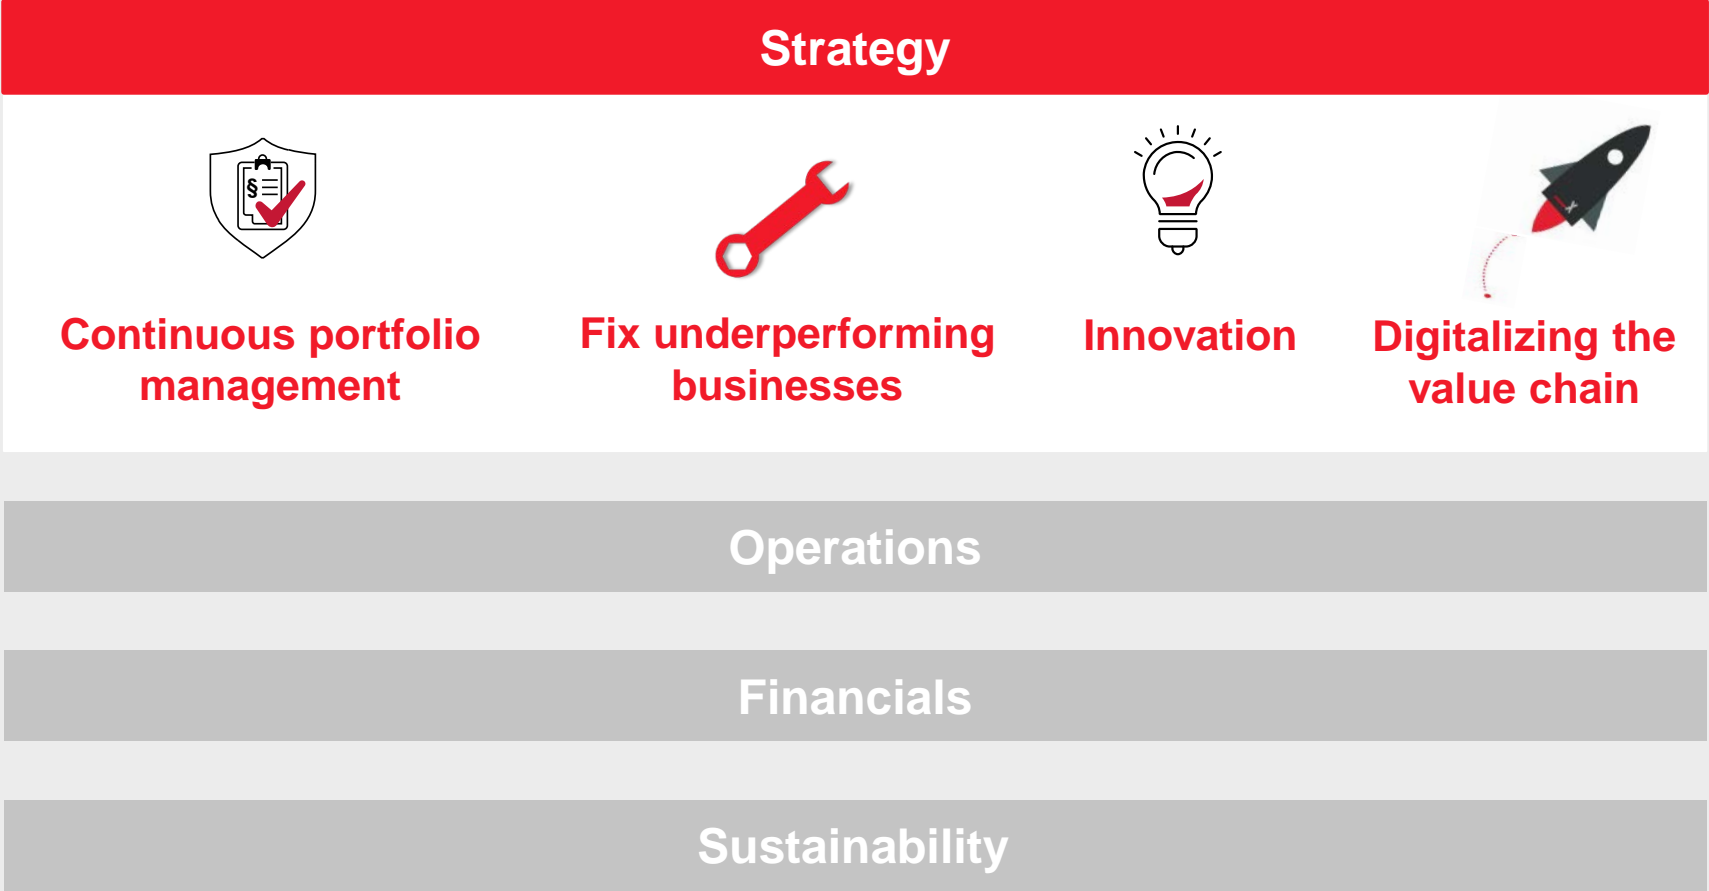 Strategy
§
Continuous portfolio
management
Fix underperforming
businesses
Innovation
Digitalizing the
value chain
Operations
Financials
Sustainability